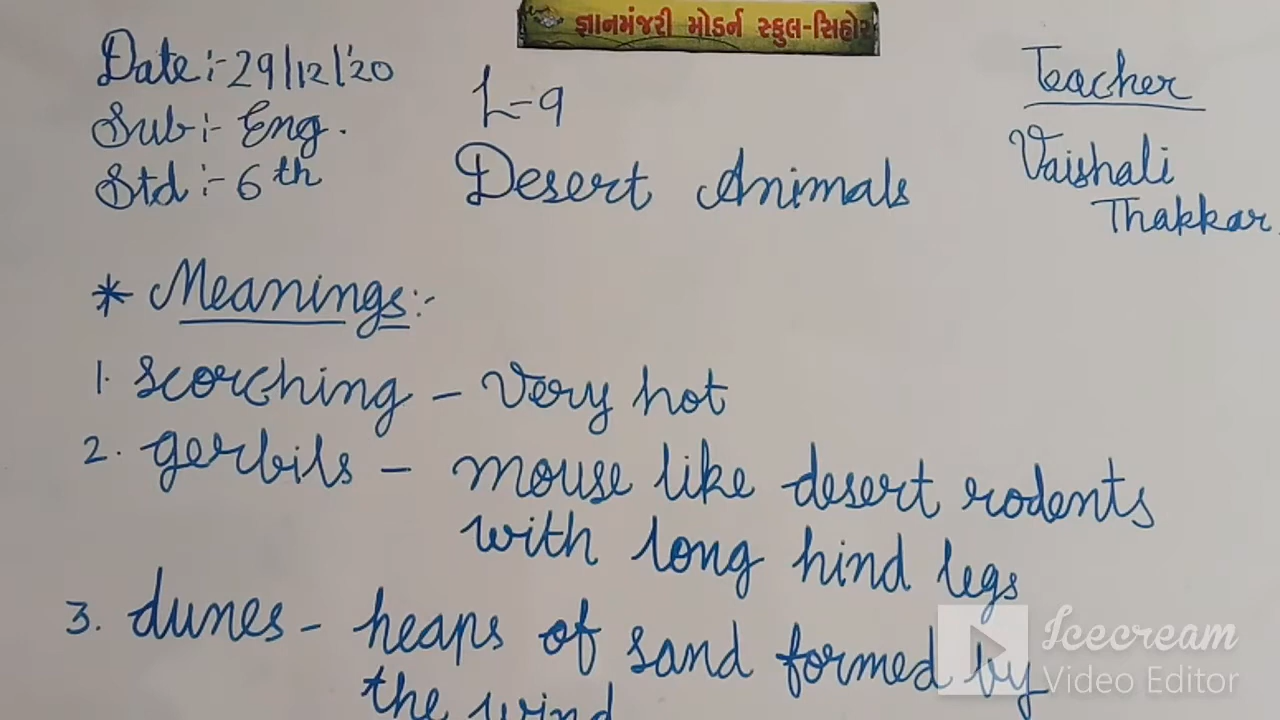 જ્ઞાનમંજરી મોડર્ન સ્કુલ-સિહોર
Date:-29/12/'20
Sub:- Eng.
Std:-6th
L-9
Desert Animals
Teacher
Vaishali
Thakkar.
* Meanings:-
1. scorching - Very hot
2. gerbils - mouse like desert rodents
with long hind legs
3. dunes - heaps of sand formed by
the wind
Icecream
Video Editor